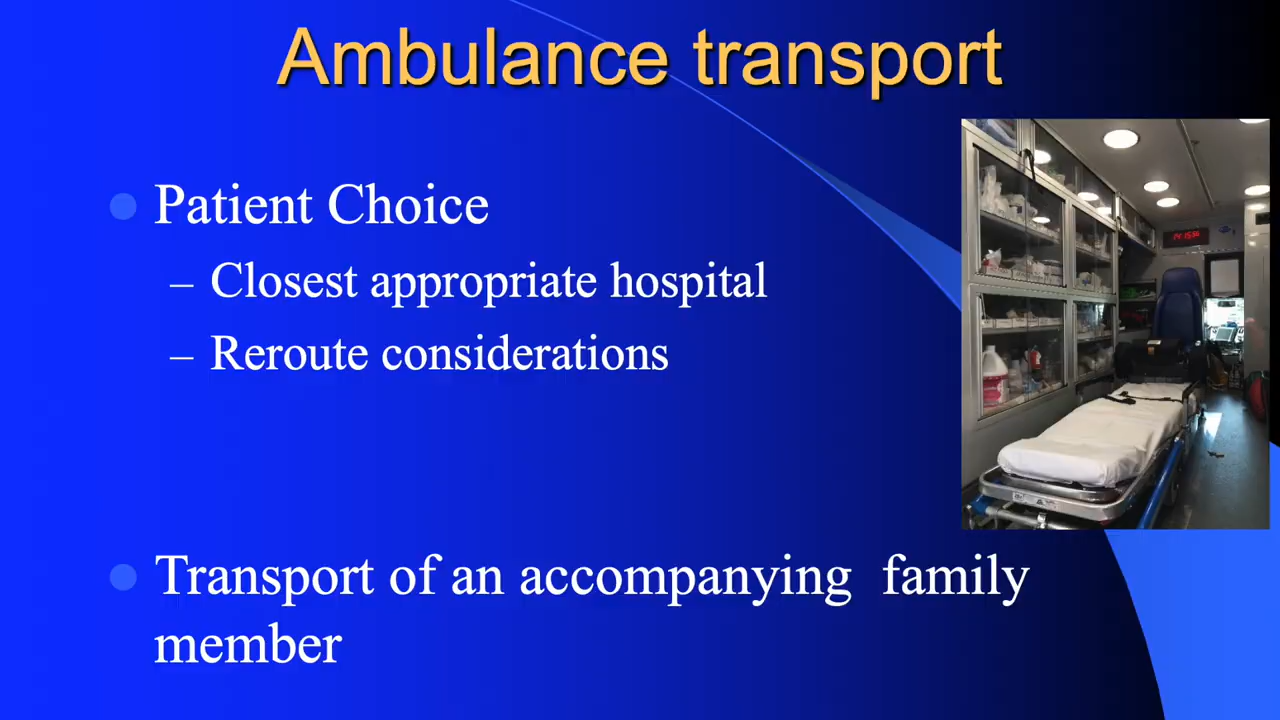 Ambulance transport
Patient Choice
– Closest appropriate hospital
– Reroute considerations
Transport of an accompanying family
member